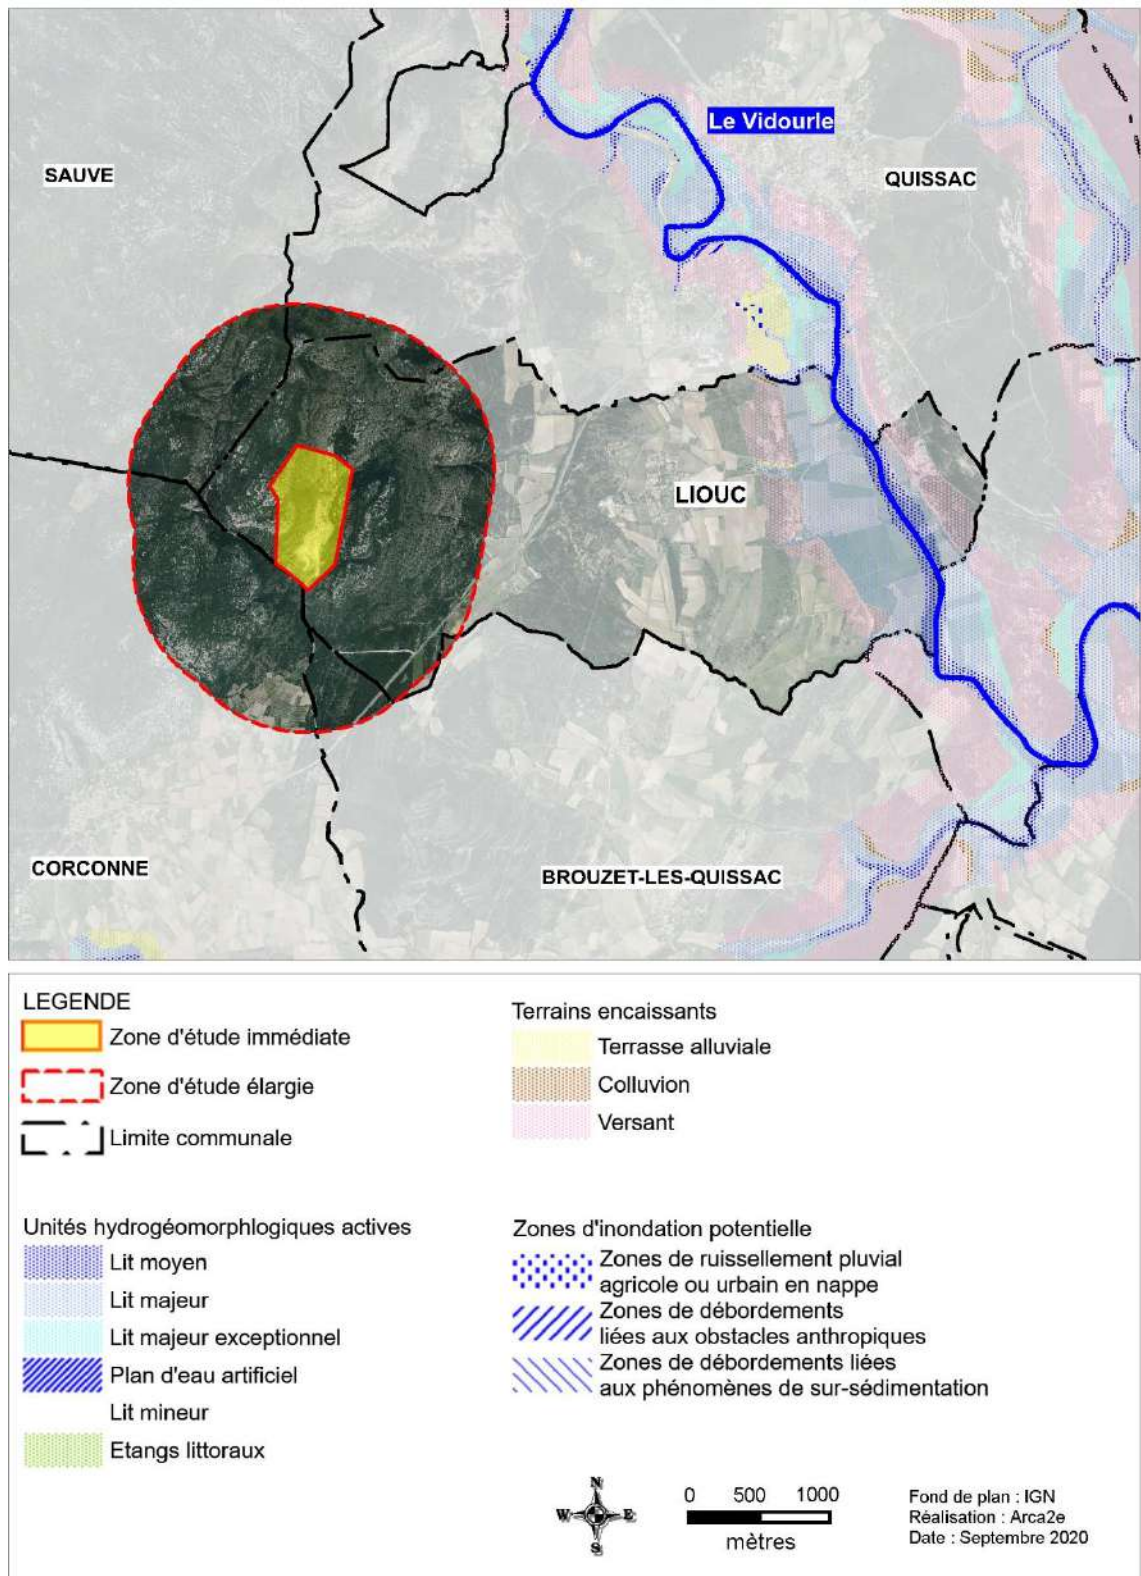 Le Vidourle
SAUVE
QUISSAC
LIOUC
CORCONNE
BROUZET-LES-QUISSAC
LEGENDE
Zone d'étude immédiate
Zone d'étude élargie
Limite communale
Terrains encaissants
Terrasse alluviale
Colluvion
Versant
Unités hydrogéomorphlogiques actives
Lit moyen
Lit majeur
Lit majeur exceptionnel
Plan d'eau artificiel
Lit mineur
Etangs littoraux
Zones d'inondation potentielle
Zones de ruissellement pluvial
agricole ou urbain en nappe
Zones de débordements
liées aux obstacles anthropiques
Zones de débordements liées
aux phénomènes de sur-sédimentation
N
W E
S
0 500 1000
mètres
Fond de plan : IGN
Réalisation : Arca2e
Date : Septembre 2020